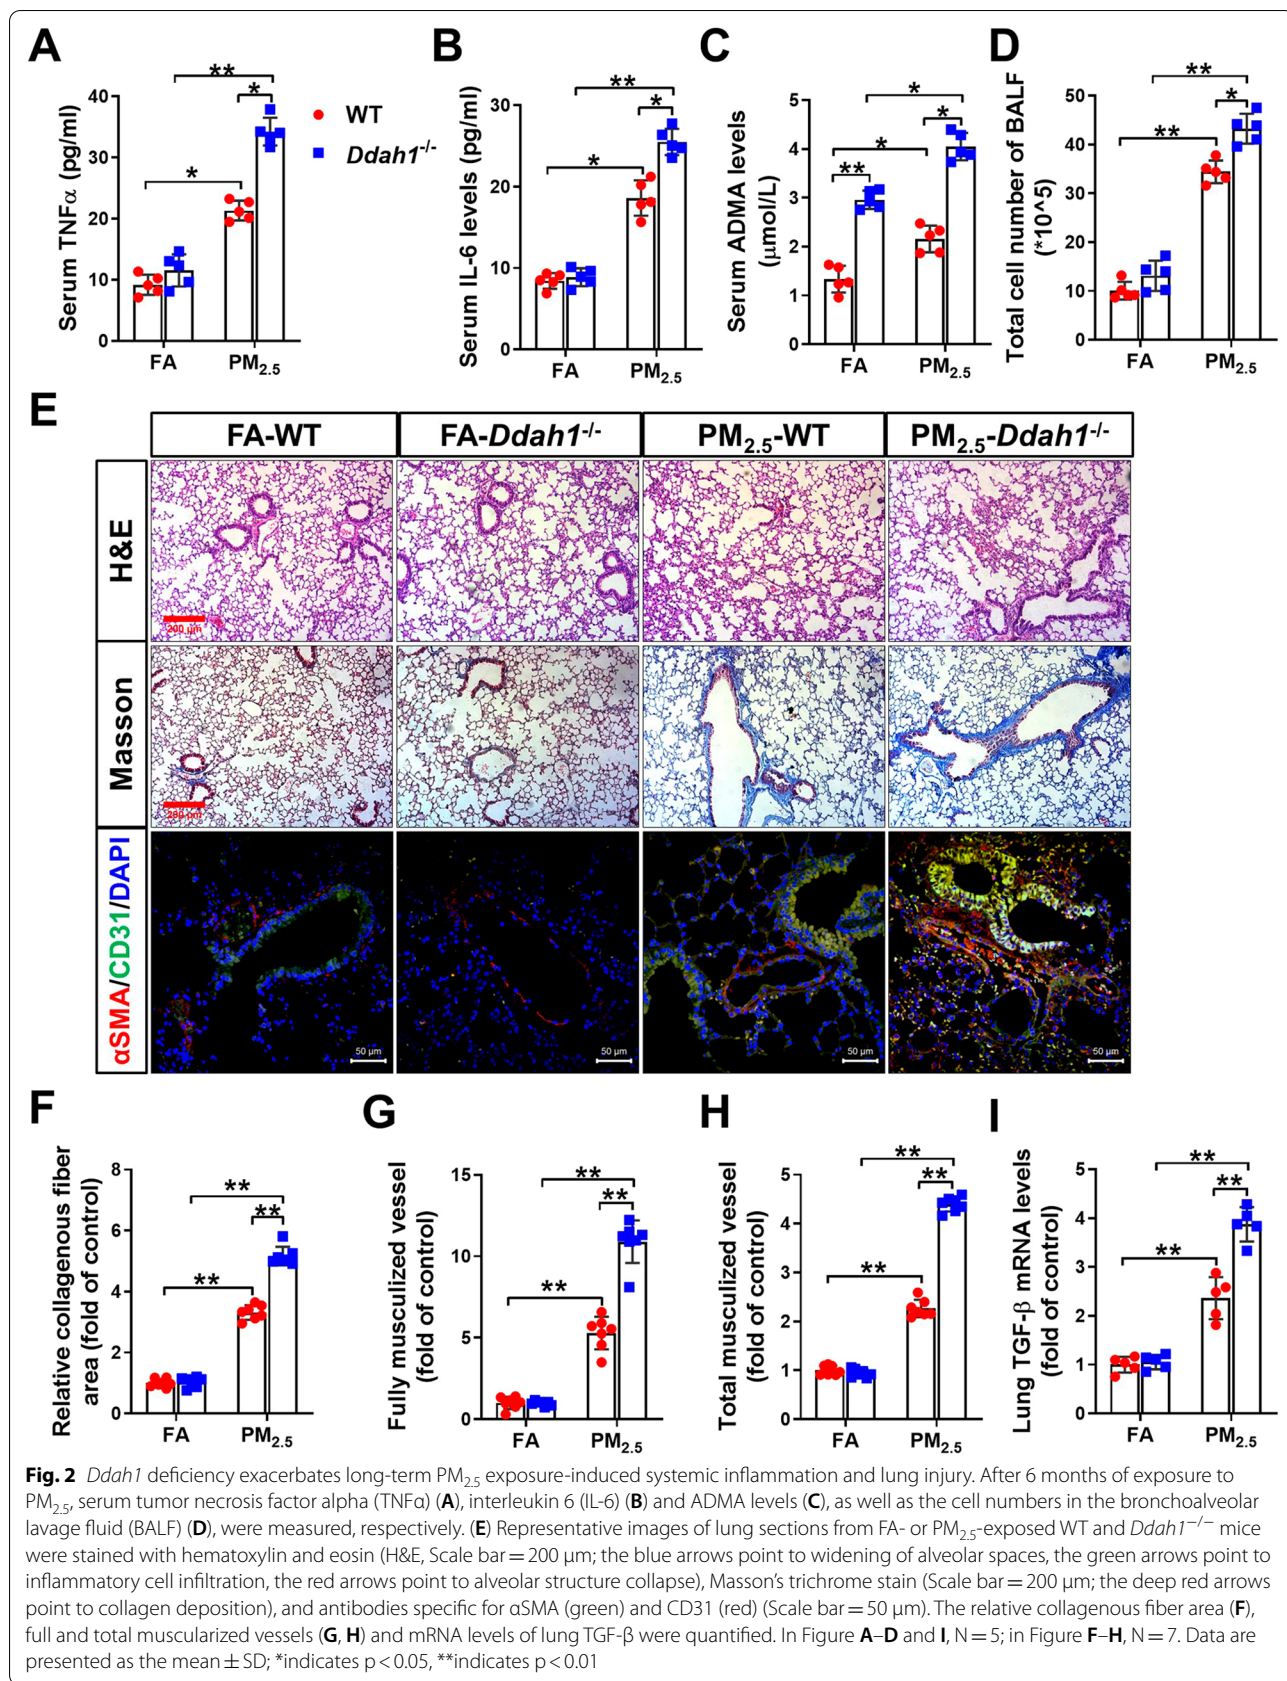 A
B
C
D
Serum TNFα (pg/ml)
40
30
20
10
0
FA
PM2.5
**
*
*
WT
Ddah1-/-
Serum IL-6 levels (pg/ml)
30
20
10
0
FA
PM2.5
**
*
*
Serum ADMA levels
(μmol/L)
5
4
3
2
1
0
FA
PM2.5
*
*
*
**
Total cell number of BALF
(*10^5)
50
40
30
20
10
0
FA
PM2.5
**
*
**
E
FA-WT
FA-Ddah1-/-
PM2.5-WT
PM2.5-Ddah1-/-
H&E
200 μm
Masson
200 μm
αSMA/CD31/DAPI
50 μm
50 μm
50 μm
50 μm
F
G
H
I
Relative collagenous fiber
area (fold of control)
8
6
4
2
0
FA
PM2.5
**
**
**
Fully musculized vessel
(fold of control)
15
10
5
0
FA
PM2.5
**
**
**
Total musculized vessel
(fold of control)
5
4
3
2
1
0
FA
PM2.5
**
**
**
Lung TGF-β mRNA levels
(fold of control)
5
4
3
2
1
0
FA
PM2.5
**
**
**
Fig. 2 Ddah1 deficiency exacerbates long-term PM2.5 exposure-induced systemic inflammation and lung injury. After 6 months of exposure to
PM2.5, serum tumor necrosis factor alpha (TNFα) (A), interleukin 6 (IL-6) (B) and ADMA levels (C), as well as the cell numbers in the bronchoalveolar
lavage fluid (BALF) (D), were measured, respectively. (E) Representative images of lung sections from FA- or PM2.5-exposed WT and Ddah1−/− mice
were stained with hematoxylin and eosin (H&E, Scale bar = 200 μm; the blue arrows point to widening of alveolar spaces, the green arrows point to
inflammatory cell infiltration, the red arrows point to alveolar structure collapse), Masson's trichrome stain (Scale bar = 200 μm; the deep red arrows
point to collagen deposition), and antibodies specific for αSMA (green) and CD31 (red) (Scale bar = 50 μm). The relative collagenous fiber area (F),
full and total muscularized vessels (G, H) and mRNA levels of lung TGF-β were quantified. In Figure A–D and I, N = 5; in Figure F–H, N = 7. Data are
presented as the mean ± SD; *indicates p < 0.05, **indicates p < 0.01